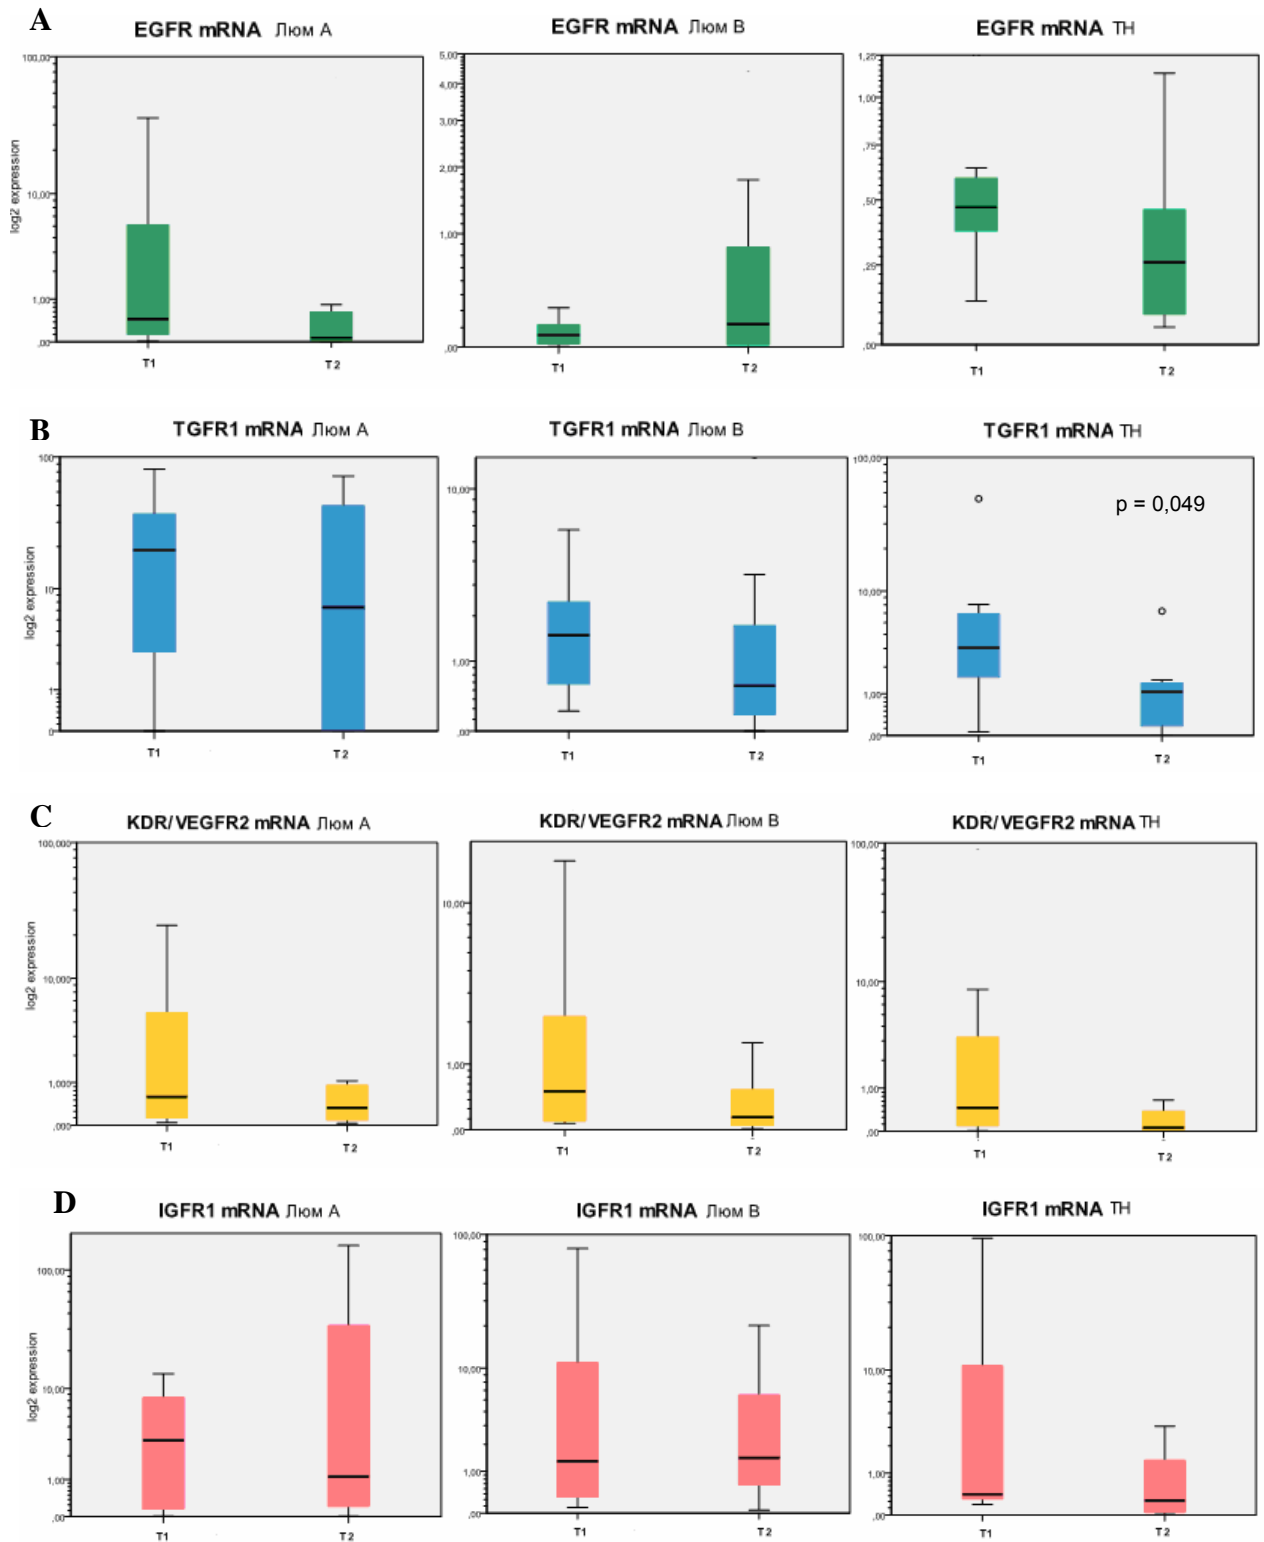 A
EGFR mRNA Люм А
EGFR mRNA Люм В
EGFR mRNA ТН
log2 expression
100,00
10,00
1,00
,00
T1
T2
5,00
4,00
3,00
2,00
1,00
,00
T1
T2
1,25
1,00
,75
,50
,25
,00
T1
T2
B
TGFR1 mRNA Люм А
TGFR1 mRNA Люм В
TGFR1 mRNA ТН
log2 expression
100
10
1
0
T1
T2
10,00
1,00
,00
T1
T2
100,00
10,00
1,00
,00
p = 0,049
T1
T2
C
KDR/VEGFR2 mRNA Люм А
KDR/VEGFR2 mRNA Люм В
KDR/VEGFR2 mRNA ТН
log2 expression
100,000
10,000
1,000
,000
T1
T2
10,00
1,00
,00
T1
T2
100,00
10,00
1,00
,00
T1
T2
D
IGFR1 mRNA Люм А
IGFR1 mRNA Люм В
IGFR1 mRNA ТН
log2 expression
100,00
10,00
1,00
,00
T1
T2
100,00
10,00
1,00
,00
T1
T2
100,00
10,00
1,00
,00
T1
T2